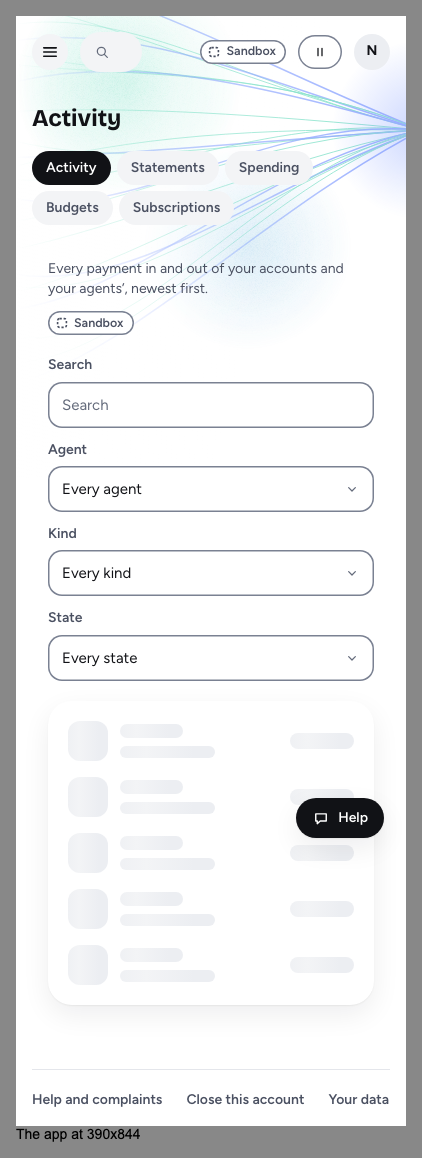 Sandbox
N
Activity
Activity
Statements
Spending
Budgets
Subscriptions
Every payment in and out of your accounts and
your agents’, newest first.
Sandbox
Search
Search
Agent
Every agent
Kind
Every kind
State
Every state
Help
Help and complaints
Close this account
Your data
The app at 390x844